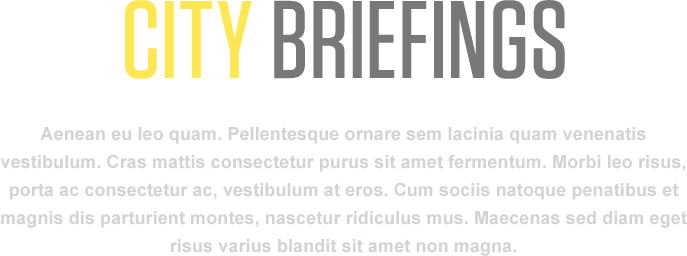 CITY BRIEFINGS
Aenean eu leo quam. Pellentesque ornare sem lacinia quam venenatis
vestibulum. Cras mattis consectetur purus sit amet fermentum. Morbi leo risus,
porta ac consectetur ac, vestibulum at eros. Cum sociis natoque penatibus et
magnis dis parturient montes, nascetur ridiculus mus. Maecenas sed diam eget
risus varius blandit sit amet non magna.